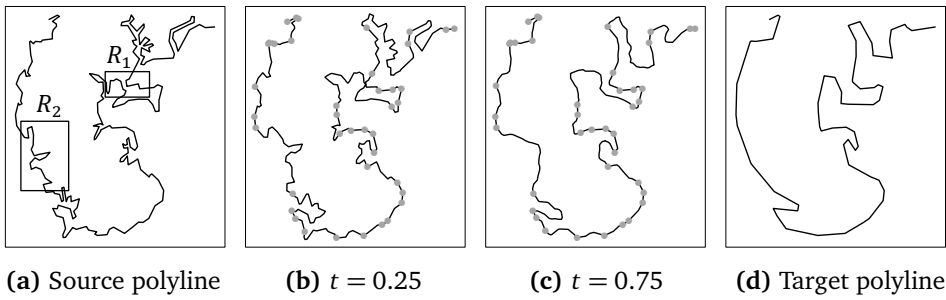 R₁
R₂
(a) Source polyline
(b) t = 0.25
(c) t = 0.75
(d) Target polyline